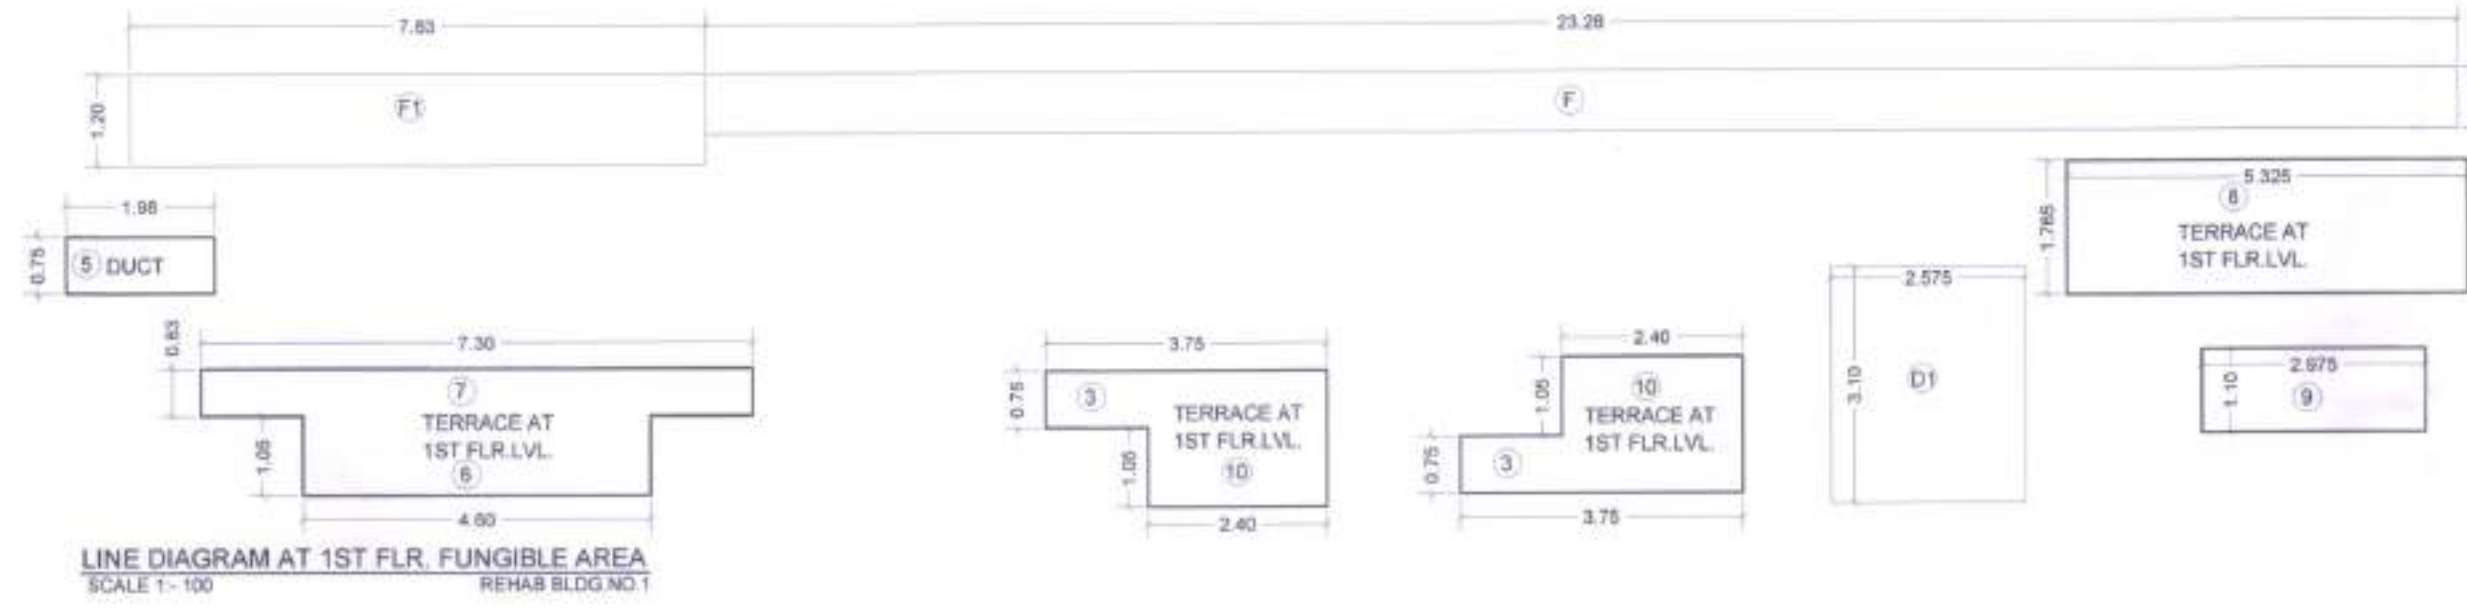 7.63
23.28
1.20
F1
F
1.98
0.75
5 DUCT
5.325
1.765
8
TERRACE AT
1ST FLR.LVL.
0.63
7.30
7
TERRACE AT
1ST FLR.LVL.
6
1.05
4.60
3.75
0.75
3
TERRACE AT
1ST FLR.LVL.
10
1.05
2.40
2.40
1.05
10
TERRACE AT
1ST FLR.LVL.
0.75
3
3.75
2.575
3.10
D1
2.975
1.10
9
LINE DIAGRAM AT 1ST FLR. FUNGIBLE AREA
SCALE 1:- 100
REHAB BLDG.NO.1